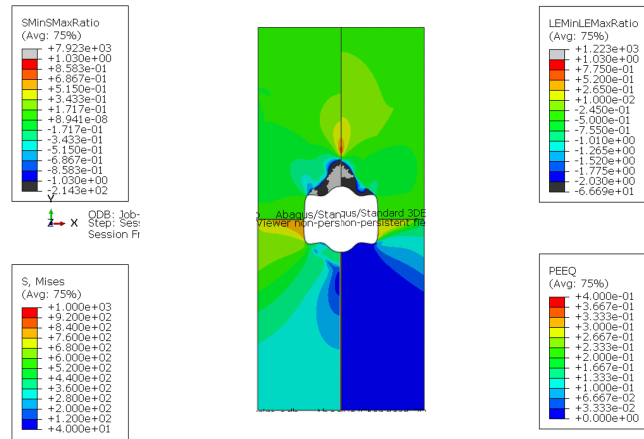 SMinSMaxRatio
(Avg: 75%)
+7.923e+03
+1.030e+00
+8.583e-01
+6.867e-01
+5.150e-01
+3.433e-01
+1.717e-01
+8.941e-08
-1.717e-01
-3.433e-01
-5.150e-01
-6.867e-01
-8.583e-01
-1.030e+00
-2.143e+02
Y
Z X
ODB: Job-
Step: Ses
Session Fr
LEMinLEMaxRatio
(Avg: 75%)
+1.223e+03
+1.030e+00
+7.750e-01
+5.200e-01
+2.650e-01
+1.000e-02
-2.450e-01
-5.000e-01
-7.550e-01
-1.010e+00
-1.265e+00
-1.520e+00
-1.775e+00
-2.030e+00
-6.669e+01
Abaqus/Stan
qus/Standard 3DE
Viewer non-pers
non-persistent fie
S, Mises
(Avg: 75%)
+1.000e+03
+9.200e+02
+8.400e+02
+7.600e+02
+6.800e+02
+6.000e+02
+5.200e+02
+4.400e+02
+3.600e+02
+2.800e+02
+2.000e+02
+1.200e+02
+4.000e+01
PEEQ
(Avg: 75%)
+4.000e-01
+3.667e-01
+3.333e-01
+3.000e-01
+2.667e-01
+2.333e-01
+2.000e-01
+1.667e-01
+1.333e-01
+1.000e-01
+6.667e-02
+3.333e-02
+0.000e+00